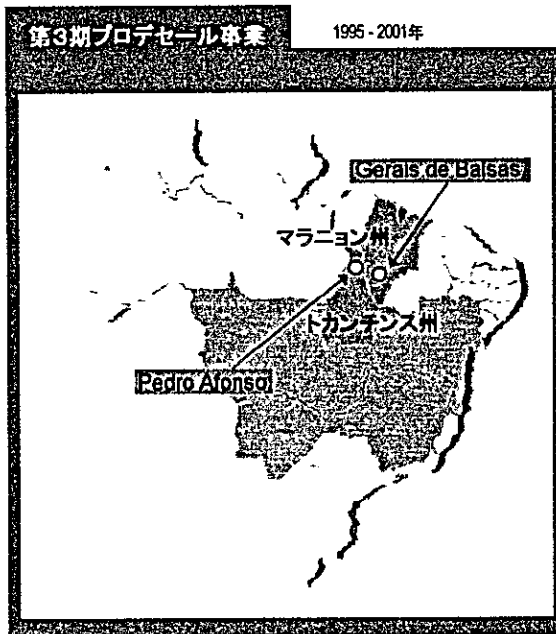 第3期プロデセール事業
1995 - 2001年
Gerais de Balsas
マラニョン州
トカンチンス州
Pedro Afonso